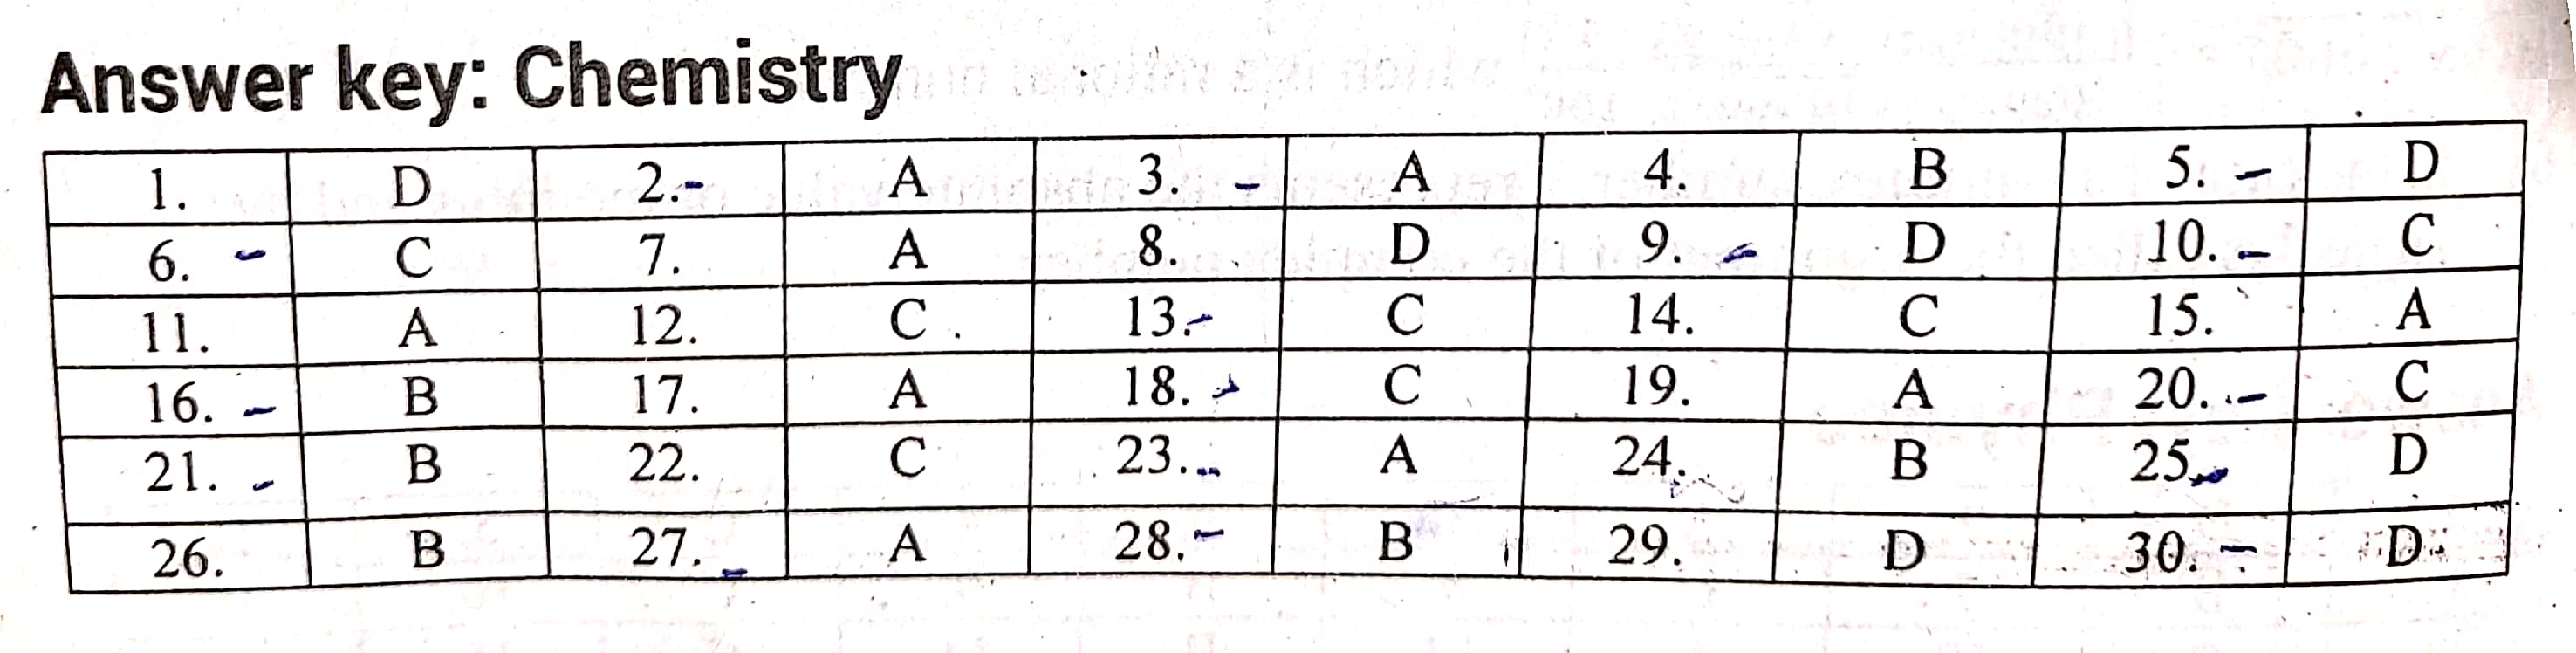 Answer key: Chemistry
1. D 2.- A 3. - A 4. B 5. - D
6. - C 7. A 8. D 9. - D 10. - C
11. A 12. C 13.- C 14. C 15. A
16. - B 17. A 18. - C 19. A 20. - C
21. - B 22. C 23. - A 24. B 25.- D
26. B 27. - A 28.- B 29. D 30. - D